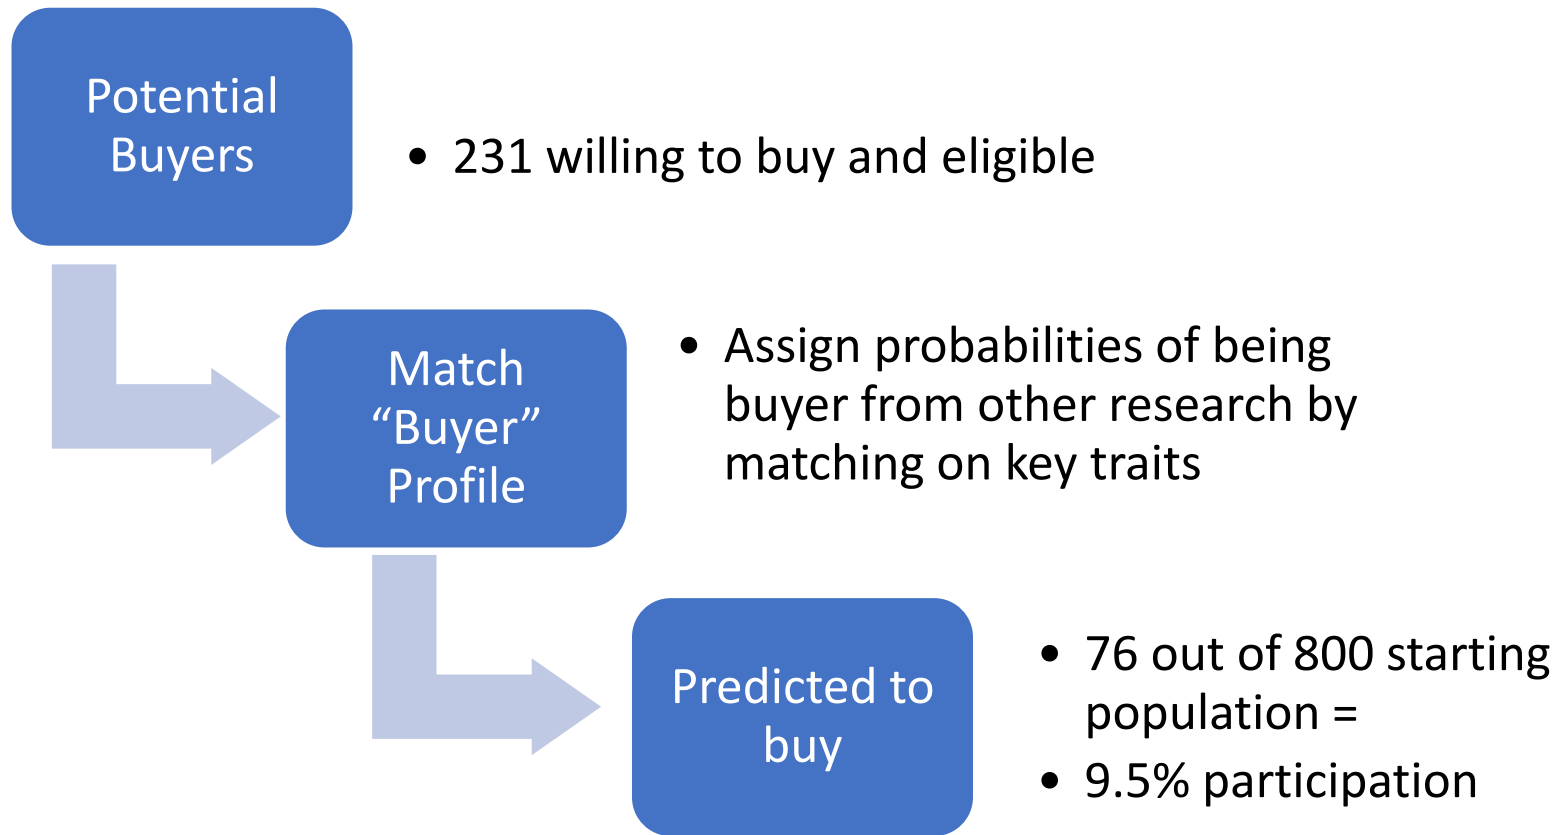 Potential
Buyers
• 231 willing to buy and eligible
Match
“Buyer”
Profile
• Assign probabilities of being
buyer from other research by
matching on key traits
Predicted to
buy
• 76 out of 800 starting
population =
• 9.5% participation